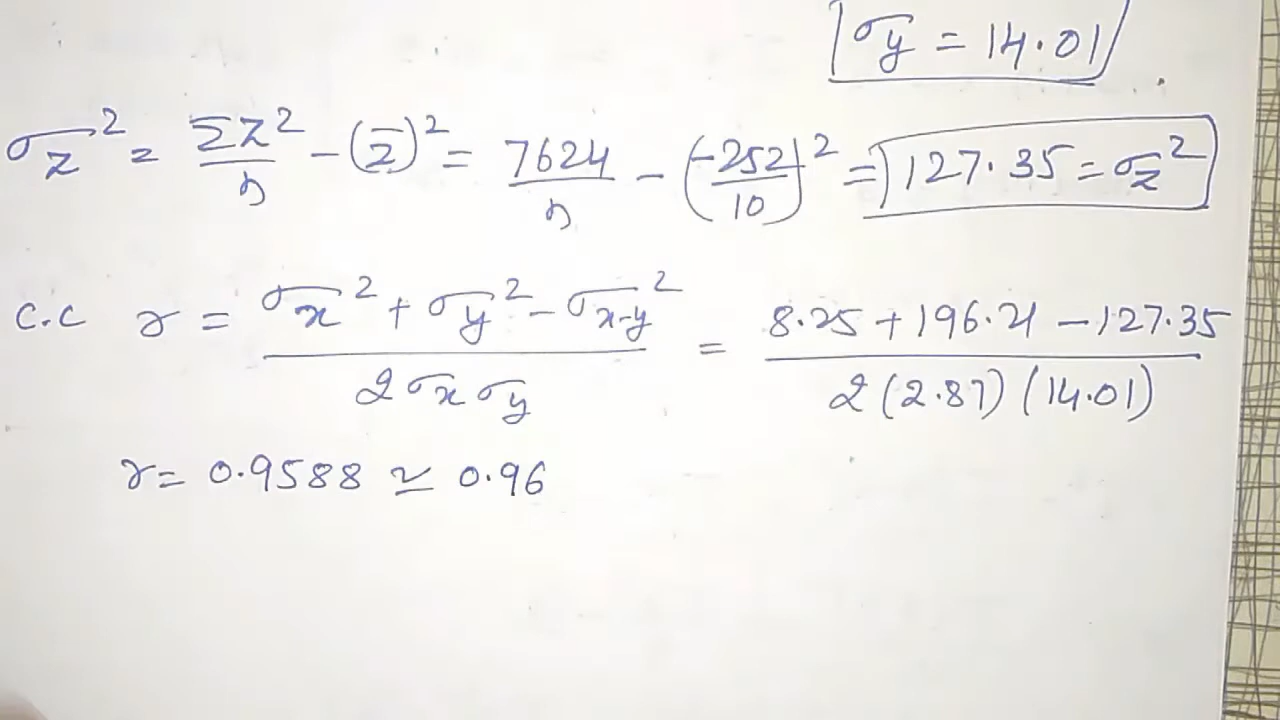 σy = 14.01
σz² = Σz²/n - (z̄)² = 7624/n - (-252/10)² = 127.35 = σz²
C.C r = σx² + σy² - σx-y² / 2σxσy = 8.25 + 196.21 - 127.35 / 2(2.87)(14.01)
r = 0.9588 ≃ 0.96